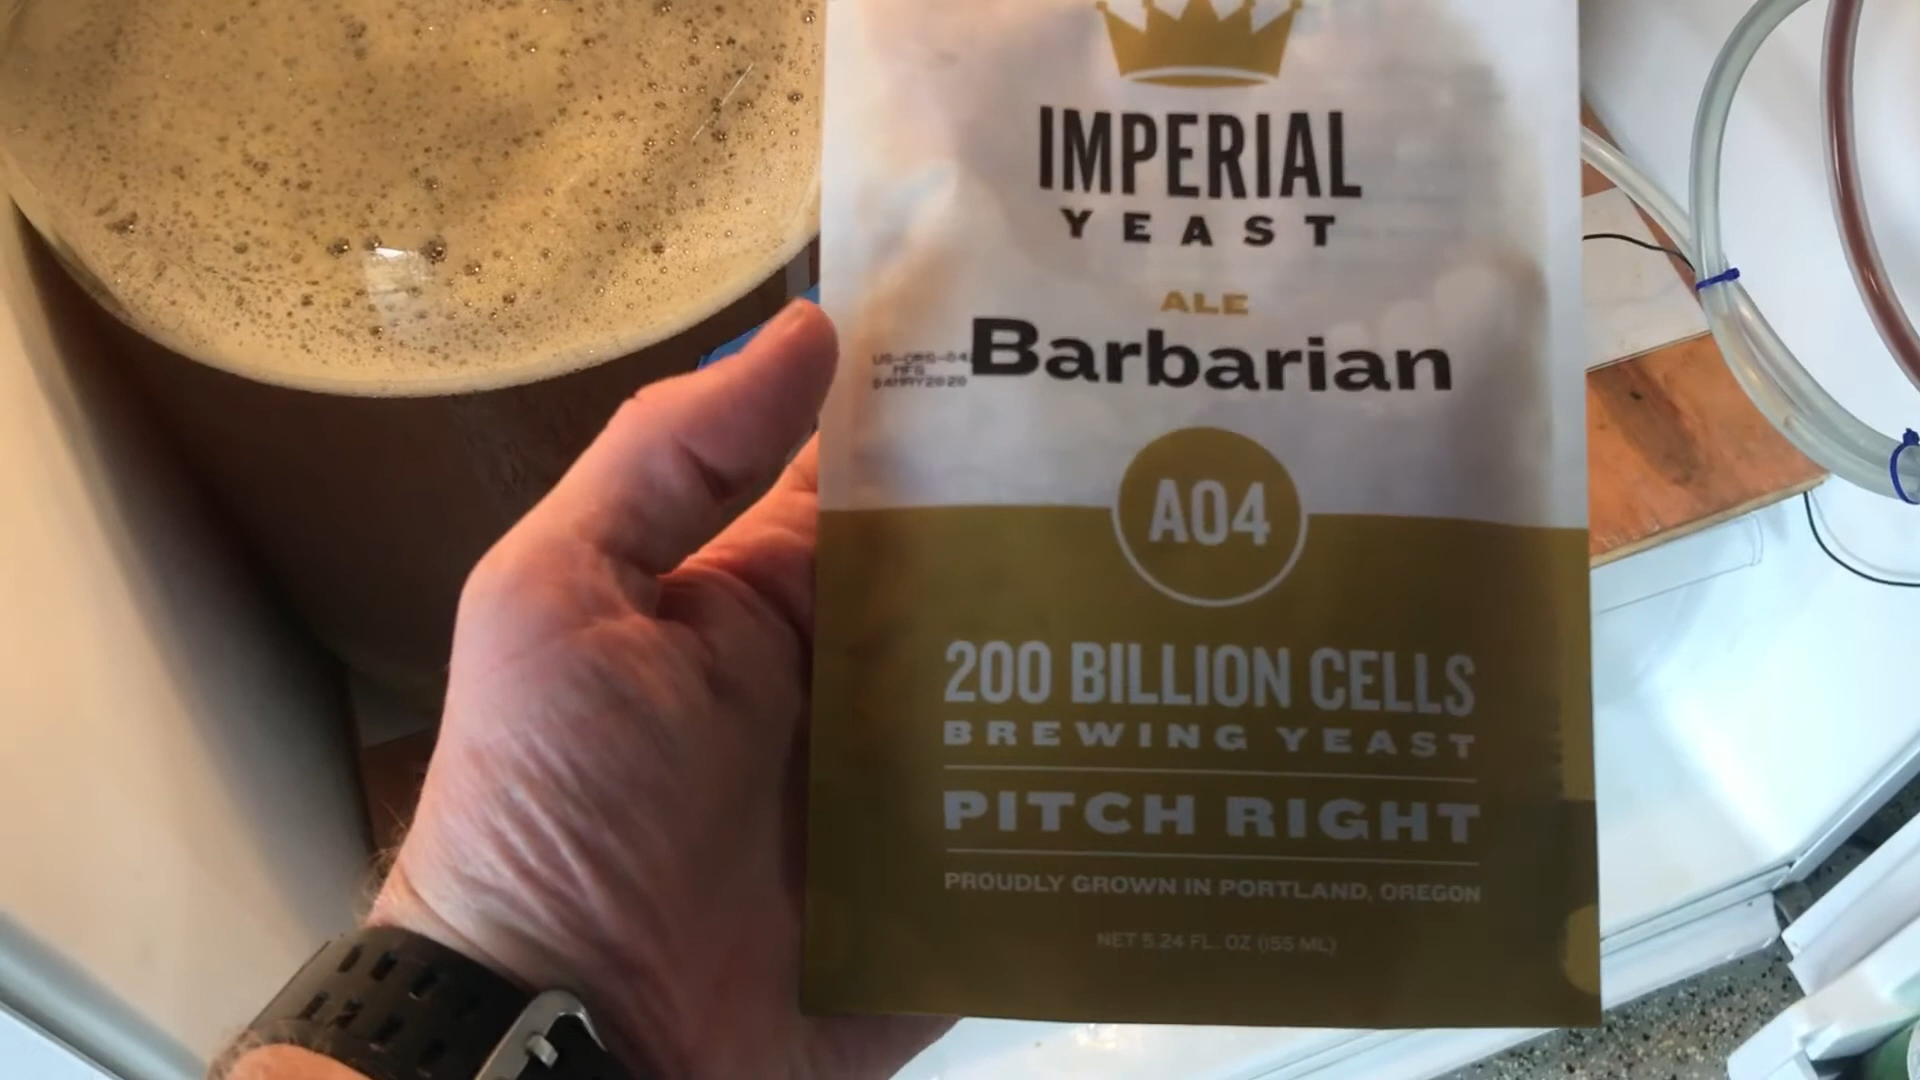 IMPERIAL
YEAST
ALE
Barbarian
MFG
A04
200 BILLION CELLS
BREWING YEAST
PITCH RIGHT
PROUDLY GROWN IN PORTLAND, OREGON
NET 5.24 FL. OZ (155 ML)